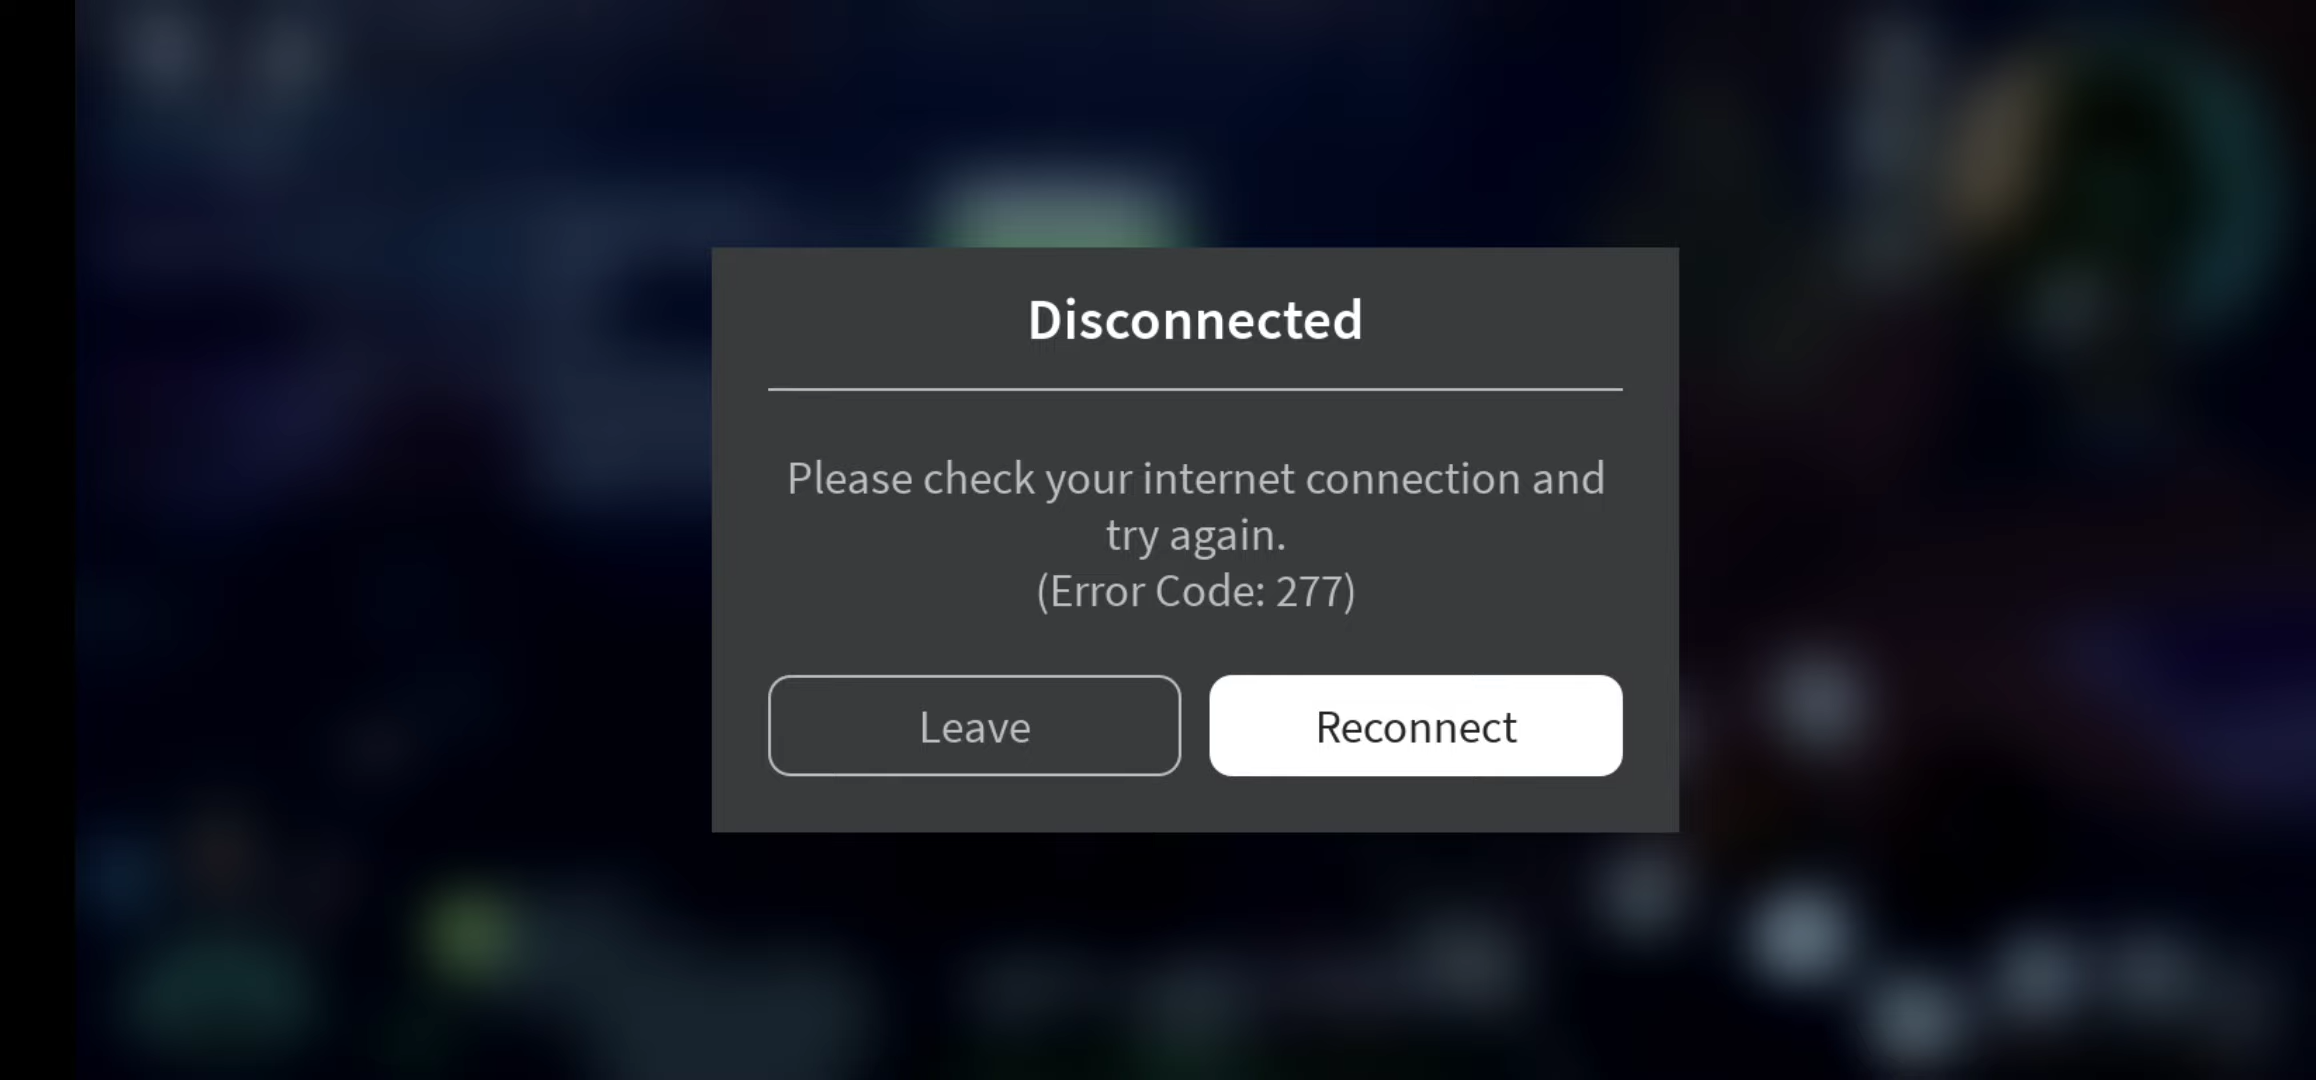 Disconnected
Please check your internet connection and
try again.
(Error Code: 277)
Leave
Reconnect